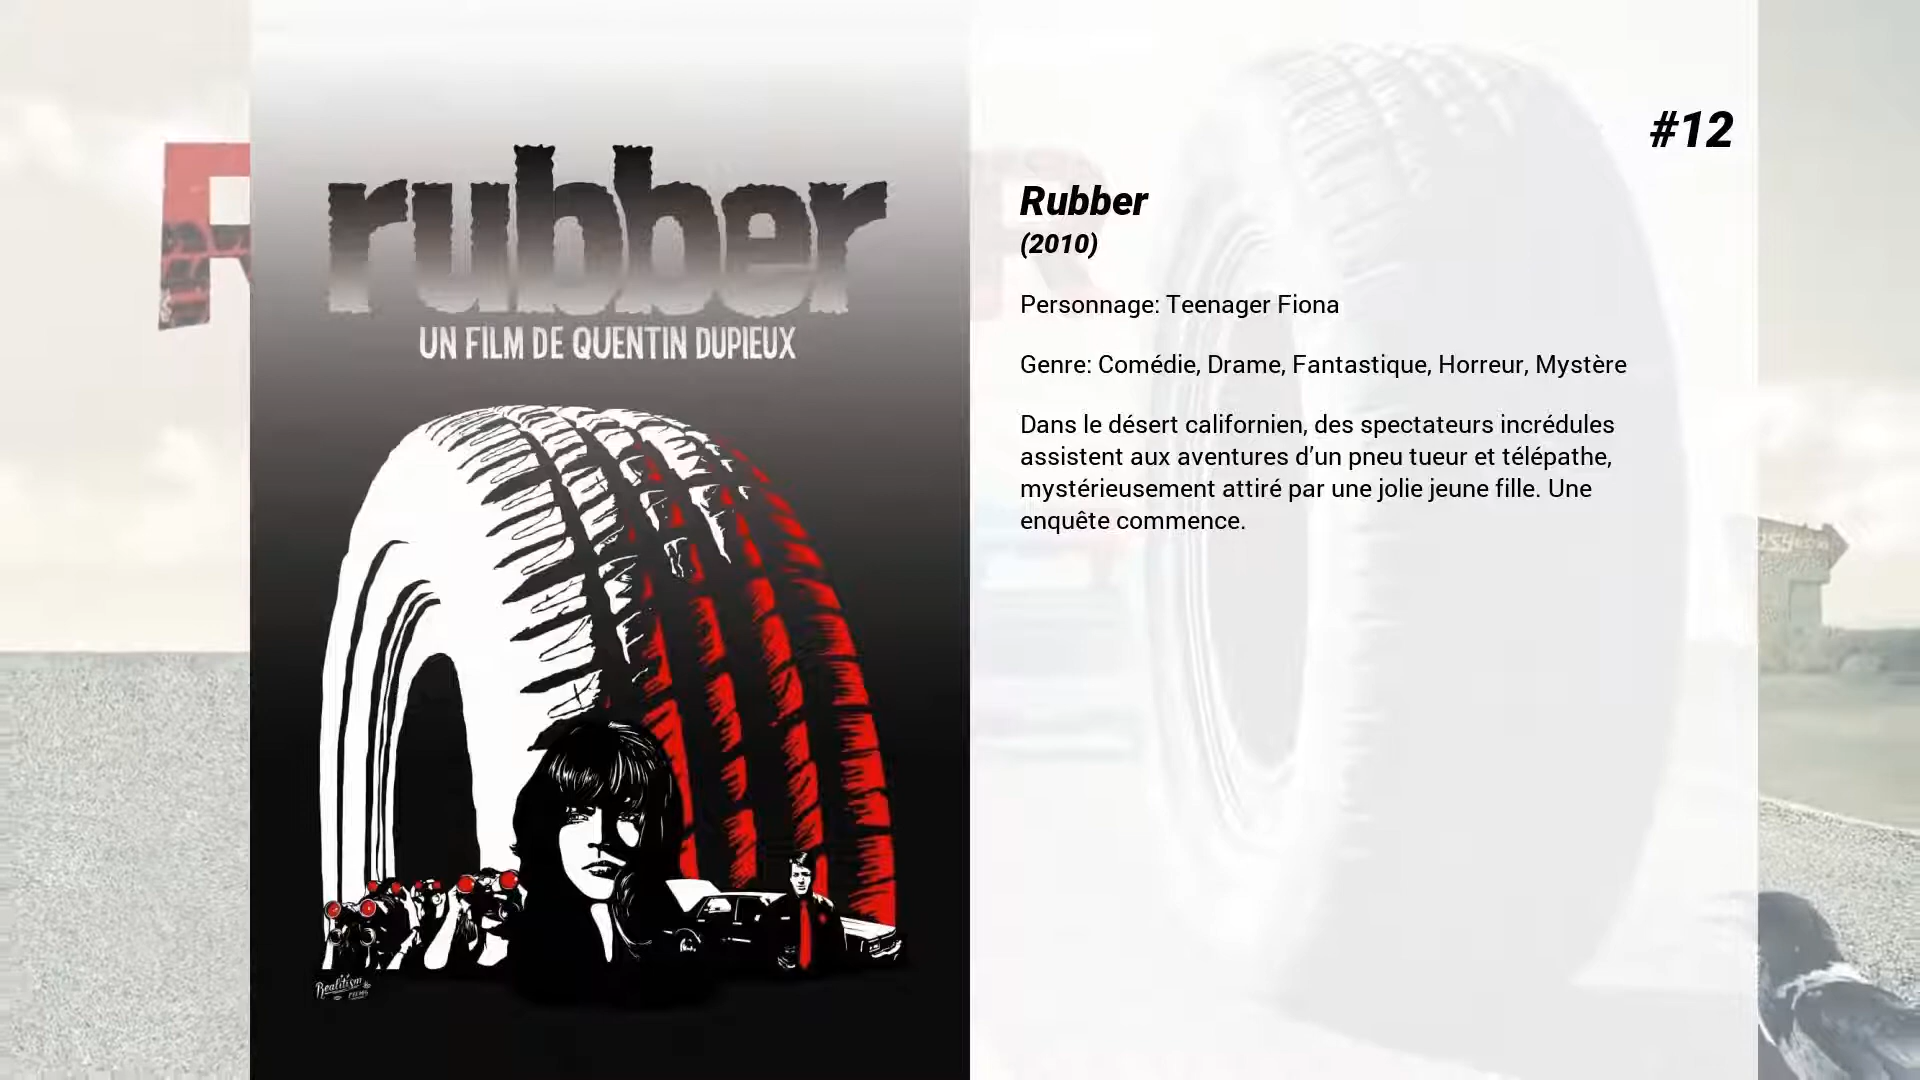 rubber
UN FILM DE QUENTIN DUPIEUX
Realitism
FILMS
#12
Rubber
(2010)
Personnage: Teenager Fiona
Genre: Comédie, Drame, Fantastique, Horreur, Mystère
Dans le désert californien, des spectateurs incrédules
assistent aux aventures d’un pneu tueur et télépathe,
mystérieusement attiré par une jolie jeune fille. Une
enquête commence.